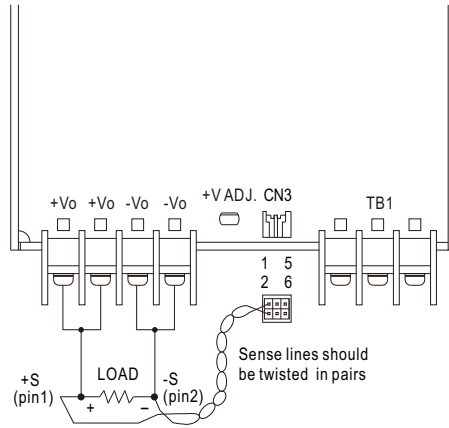 +Vo +Vo -Vo -Vo +V ADJ. CN3 TB1
1 5
2 6
Sense lines should
be twisted in pairs
+S
(pin1)
LOAD
-S
(pin2)
+ −